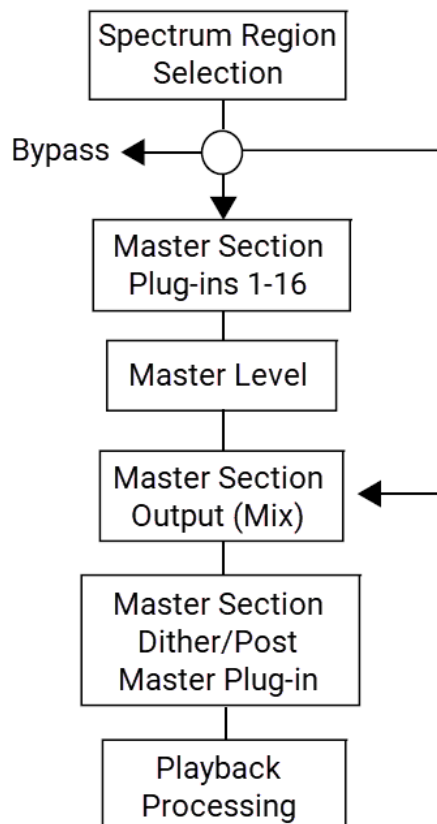 Spectrum Region
Selection
Bypass
Master Section
Plug-ins 1-16
Master Level
Master Section
Output (Mix)
Master Section
Dither/Post
Master Plug-in
Playback
Processing